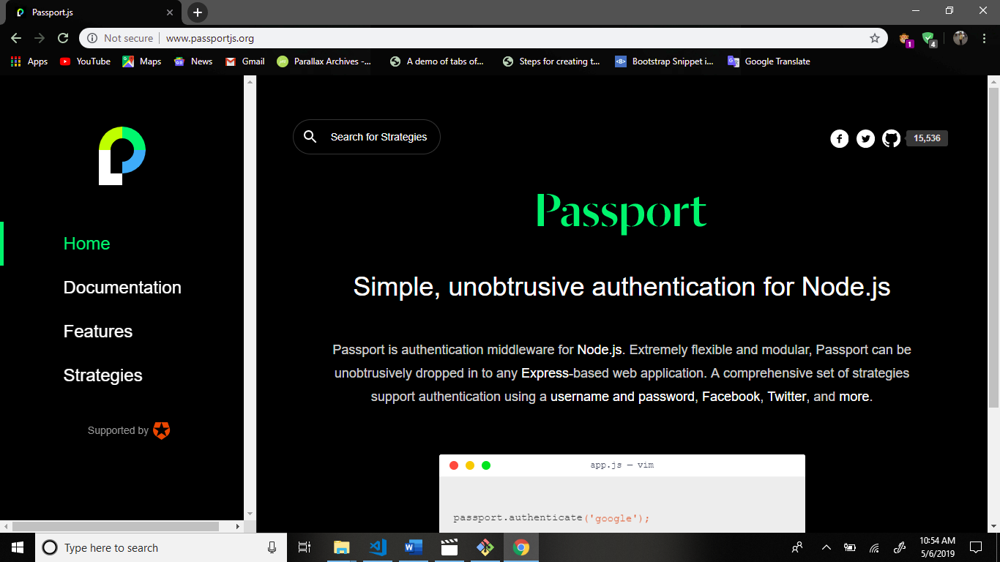 Passport.js
Not secure
www.passportjs.org
1
4
Apps
YouTube
Maps
News
Gmail
Parallax Archives -...
A demo of tabs of...
Steps for creating t...
<B>
Bootstrap Snippet i...
Google Translate
Home
Documentation
Features
Strategies
Supported by
Search for Strategies
15,536
Passport
Simple, unobtrusive authentication for Node.js
Passport is authentication middleware for Node.js. Extremely flexible and modular, Passport can be
unobtrusively dropped in to any Express-based web application. A comprehensive set of strategies
support authentication using a username and password, Facebook, Twitter, and more.
app.js — vim
passport.authenticate('google');
Type here to search
10:54 AM
5/6/2019